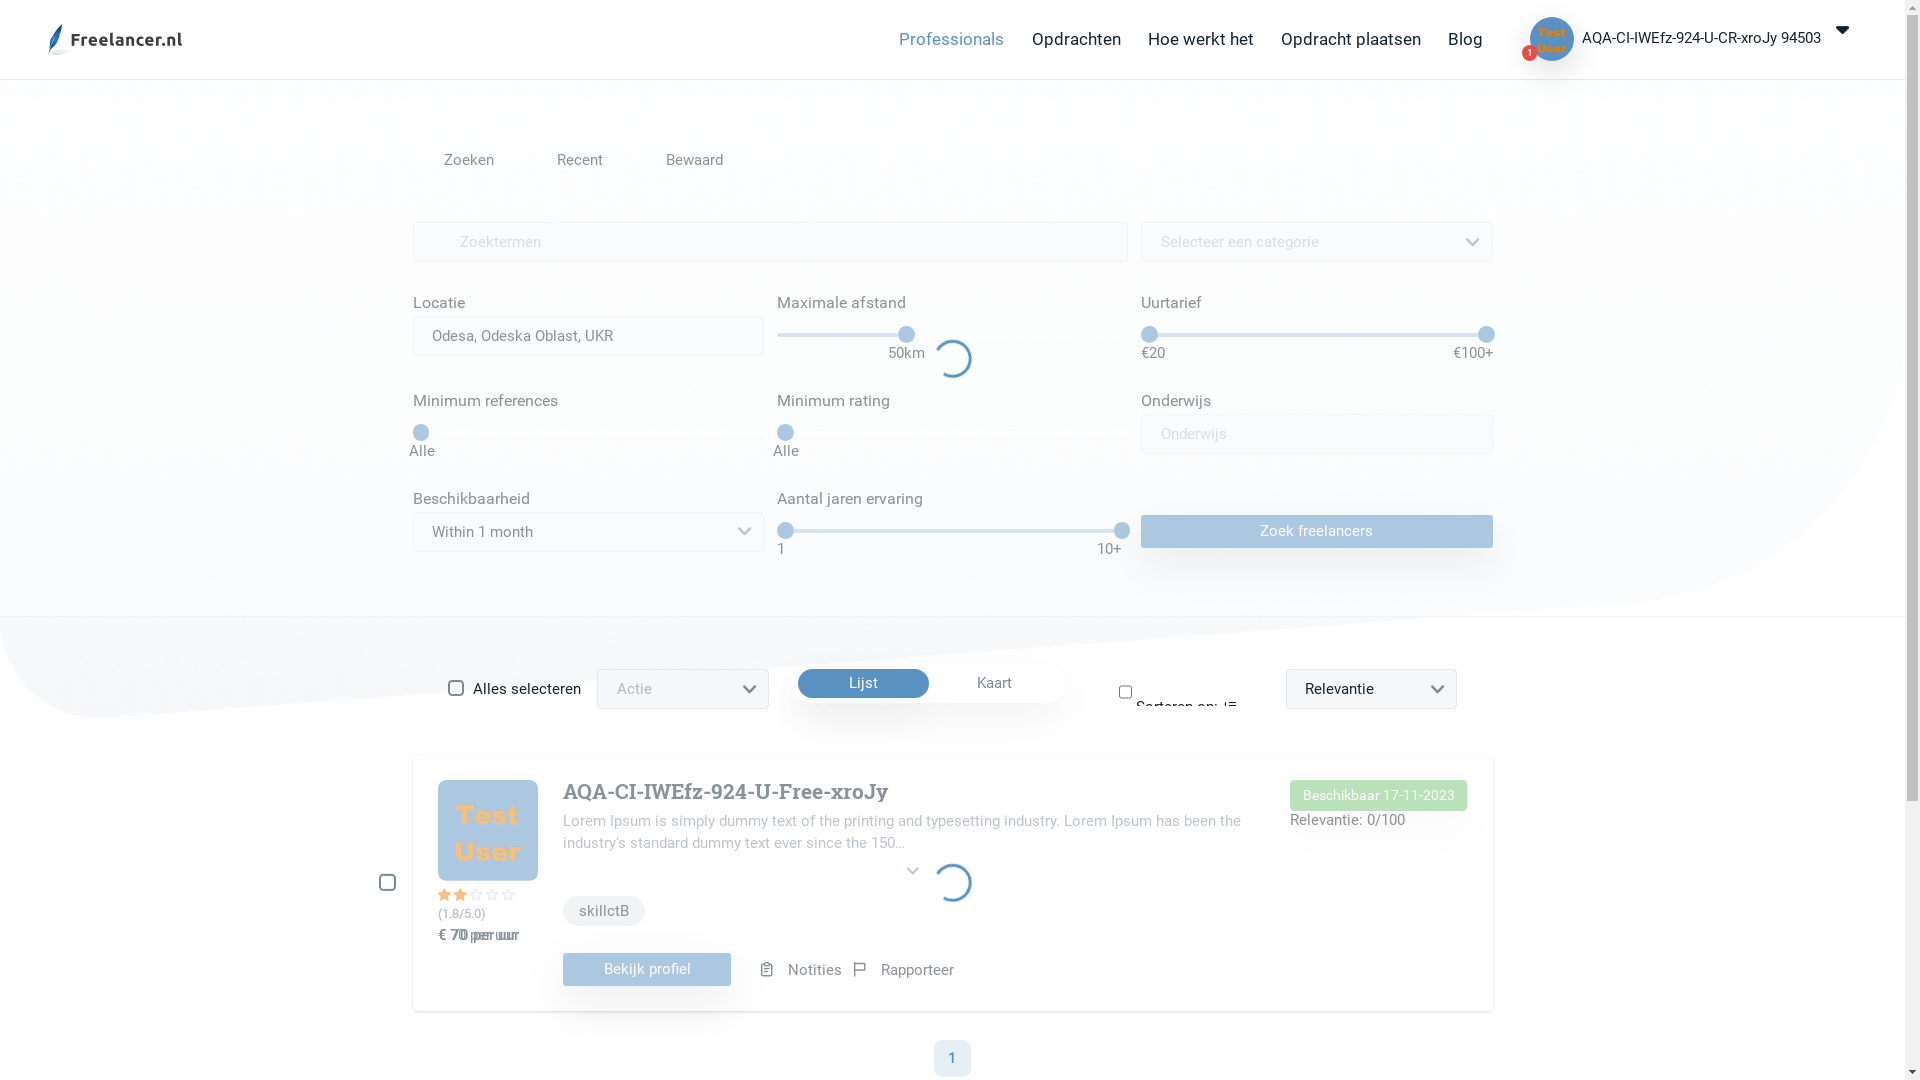 Freelancer.nl
Professionals
Opdrachten
Hoe werkt het
Opdracht plaatsen
Blog
Test
User
1
AQA-CI-IWEfz-924-U-CR-xroJy 94503
Zoeken
Recent
Bewaard
Zoektermen
Selecteer een categorie
Locatie
Odesa, Odeska Oblast, UKR
Maximale afstand
50km
Uurtarief
€20
€100+
Minimum references
Alle
Minimum rating
Alle
Onderwijs
Onderwijs
Beschikbaarheid
Within 1 month
Aantal jaren ervaring
1
10+
Zoek freelancers
Alles selecteren
Actie
Lijst
Kaart
Sorteren op:
Relevantie
Test
User
(1.8/5.0)
€ 70 per uur
AQA-CI-IWEfz-924-U-Free-xroJy
Lorem Ipsum is simply dummy text of the printing and typesetting industry. Lorem Ipsum has been the
industry's standard dummy text ever since the 150...
skillctB
Bekijk profiel
Notities
Rapporteer
Beschikbaar 17-11-2023
Relevantie: 0/100
1